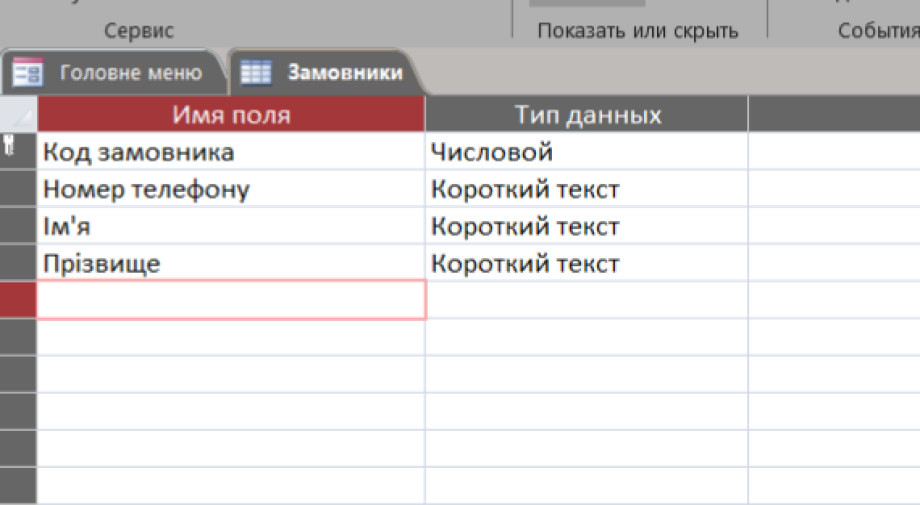 Сервис
Показать или скрыть
События
Головне меню
Замовники
Имя поля Тип данных
Код замовника Числовой
Номер телефону Короткий текст
Ім'я Короткий текст
Прізвище Короткий текст